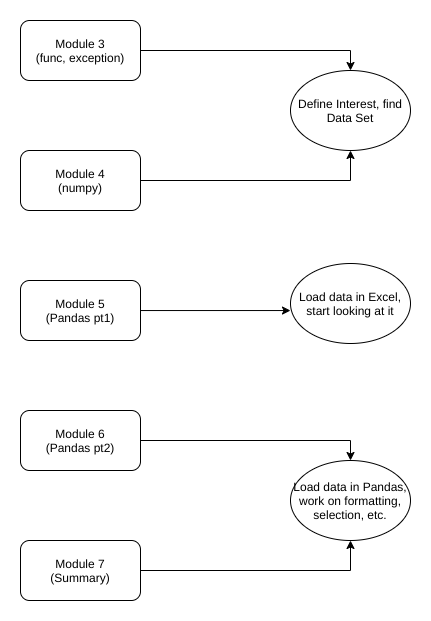 Module 3
(func, exception)
Define Interest, find
Data Set
Module 4
(numpy)
Module 5
(Pandas pt1)
Load data in Excel,
start looking at it
Module 6
(Pandas pt2)
Load data in Pandas,
work on formatting,
selection, etc.
Module 7
(Summary)